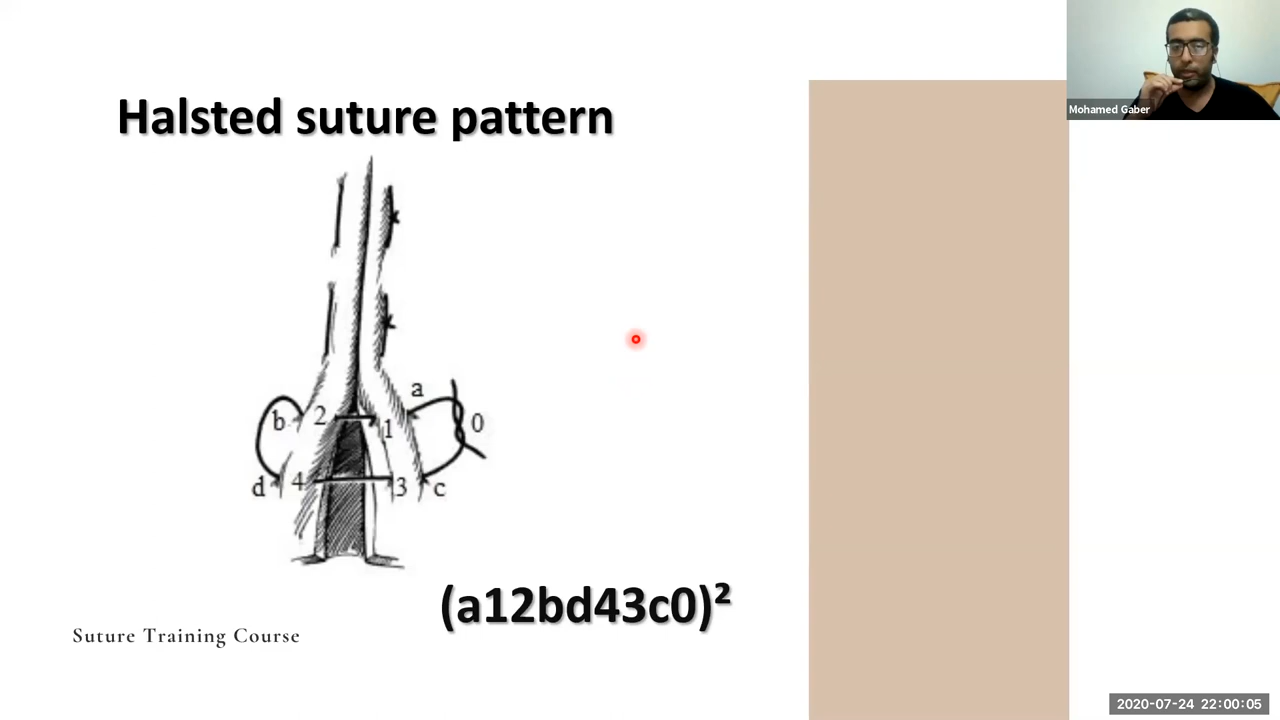 Halsted suture pattern
Mohamed Gaber
a
b
2
1
0
d
4
3
c
(a12bd43c0)²
Suture Training Course
2020-07-24 22:00:05